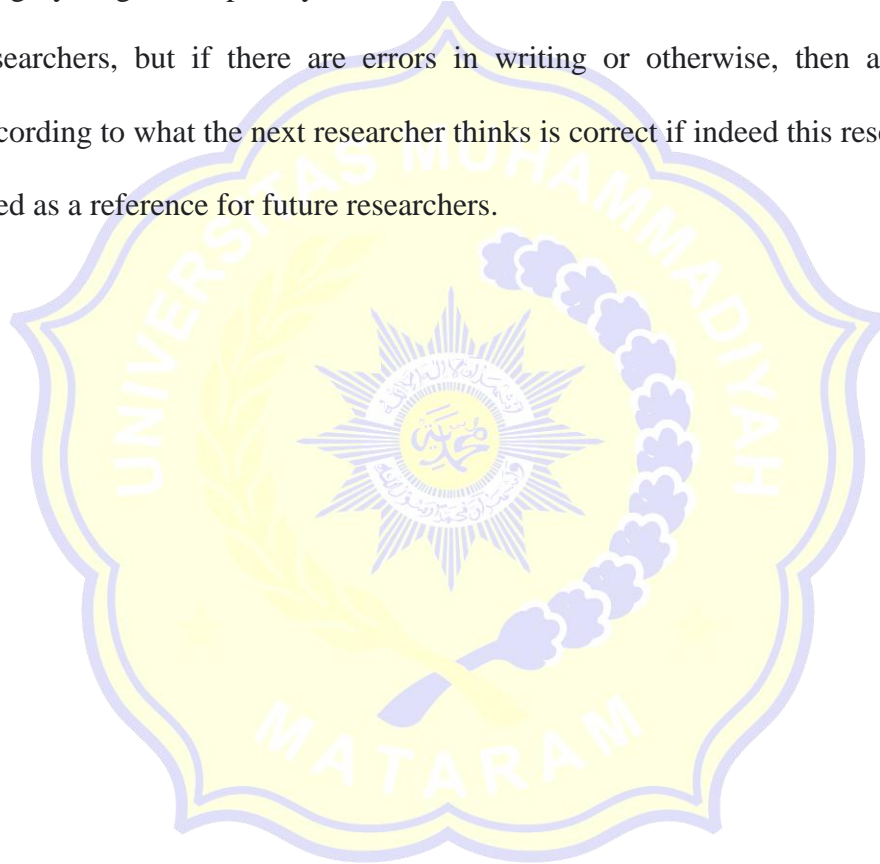 searchers, but if there are errors in writing or otherwise, then a
cording to what the next researcher thinks is correct if indeed this rese
ed as a reference for future researchers.
UNIVERSITAS MUHAMMADIYAH
MATARAM